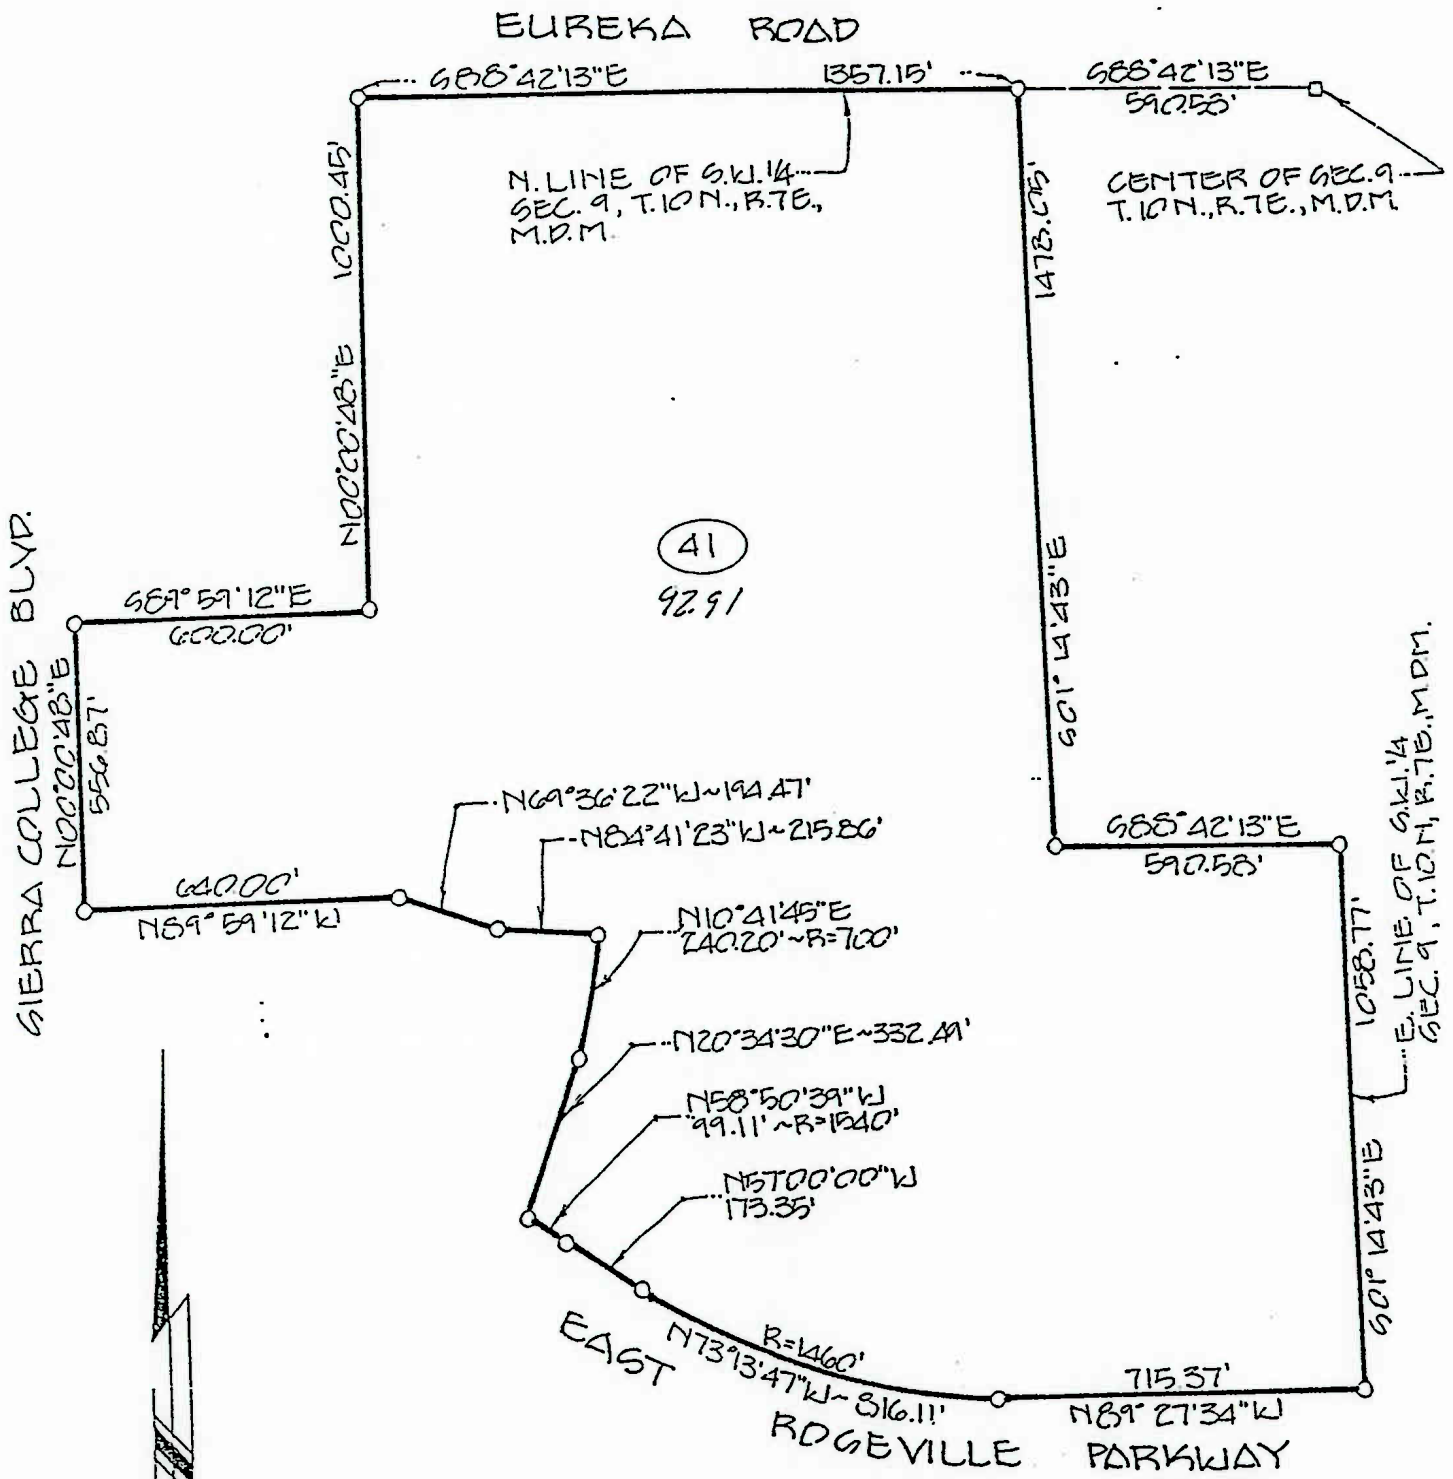 EUREKA ROAD
S88°42'13"E 1357.15'
S88°42'13"E
590.58'
N. LINE OF S.W.1/4
SEC. 9, T.10N., R.7E.,
M.D.M.
CENTER OF SEC.9
T.10N., R.7E., M.D.M.
N00°00'48"E 1000.45'
1473.05'
S01°14'43"E
41
92.91
S89°59'12"E
600.00'
SIERRA COLLEGE BLVD.
N00°00'48"E
556.87'
N69°36'22"W~194.47'
N84°41'23"W~215.86'
640.00'
N89°59'12"W
N10°41'45"E
240.20'~R=700'
N20°34'30"E~332.49'
N58°50'39"W
99.11'~R=1540'
N57°00'00"W
173.35'
S88°42'13"E
590.58'
1058.77'
S01°14'43"E
E. LINE OF S.W.1/4
SEC. 9, T.10.N, R.7E., M.D.M.
R=1460'
N73°13'47"W~816.11'
715.37'
N89°27'34"W
EAST ROSEVILLE PARKWAY